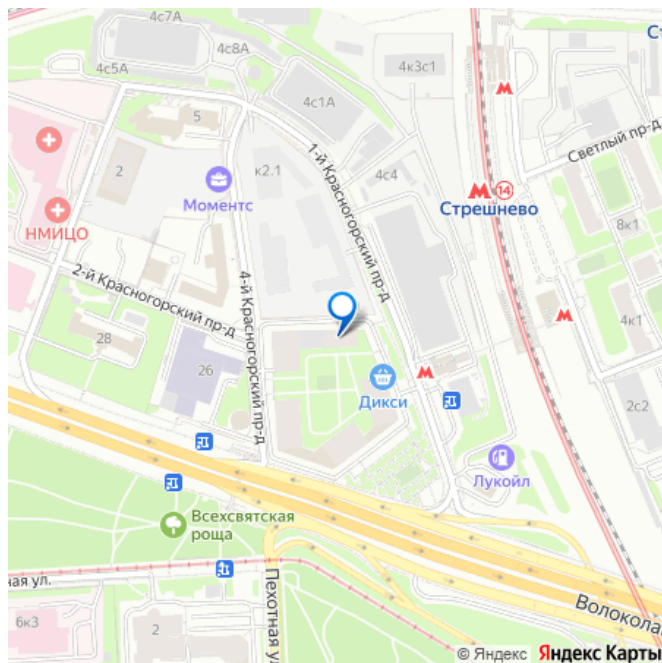 4с7А
4с8А
4с5А
4к3с1
Ст
5
4с1А
1-й Красногорский пр-д
Светлый пр-д
2
к2.1
4с4
14
Моментс
Стрешнево
8к1
НМИЦО
2-й Красногорский пр-д
4-й Красногорский пр-д
4к1
28
26
Дикси
2с2
Лукойл
Всехсвятская
роща
ная ул.
Пехотная ул
6к3
2
Волокола
© Яндекс Яндекс Карты